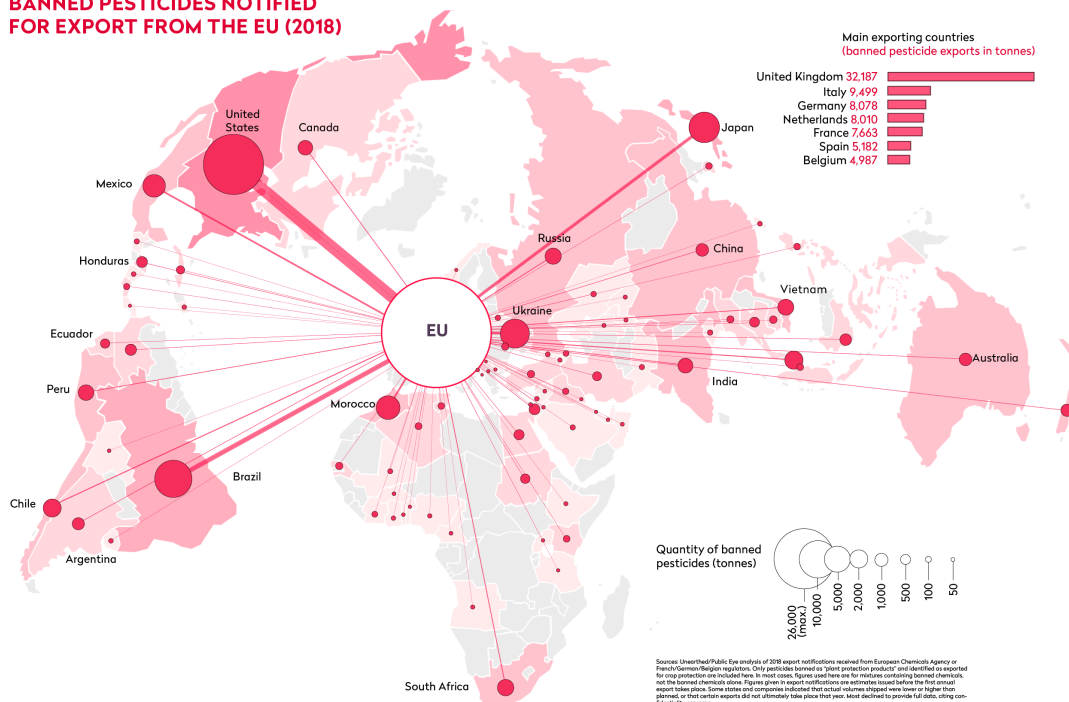 BANNED PESTICIDES NOTIFIED
FOR EXPORT FROM THE EU (2018)
Main exporting countries
(banned pesticide exports in tonnes)
United Kingdom 32,187
Italy 9,499
Germany 8,078
Netherlands 8,010
France 7,663
Spain 5,182
Belgium 4,987
United
States
Canada
Japan
Mexico
Russia
China
Honduras
Vietnam
Ukraine
EU
Ecuador
Australia
India
Peru
Morocco
Brazil
Chile
Argentina
South Africa
Quantity of banned
pesticides (tonnes)
26,000
(max.)
10,000
5,000
2,000
1,000
500
100
50
Sources: Unearthed/Public Eye analysis of 2018 export notifications received from European Chemicals Agency or
French/German/Belgian regulators. Only pesticides banned as "plant protection products" and identified as exported
for crop protection are included here. In most cases, figures used here are for mixtures containing banned chemicals,
not the banned chemicals alone. Figures given in export notifications are estimates issued before the first annual
export takes place. Some states and companies indicated that actual volumes shipped were lower or higher than
planned, or that certain exports did not ultimately take place that year. Most declined to provide full data, citing con-